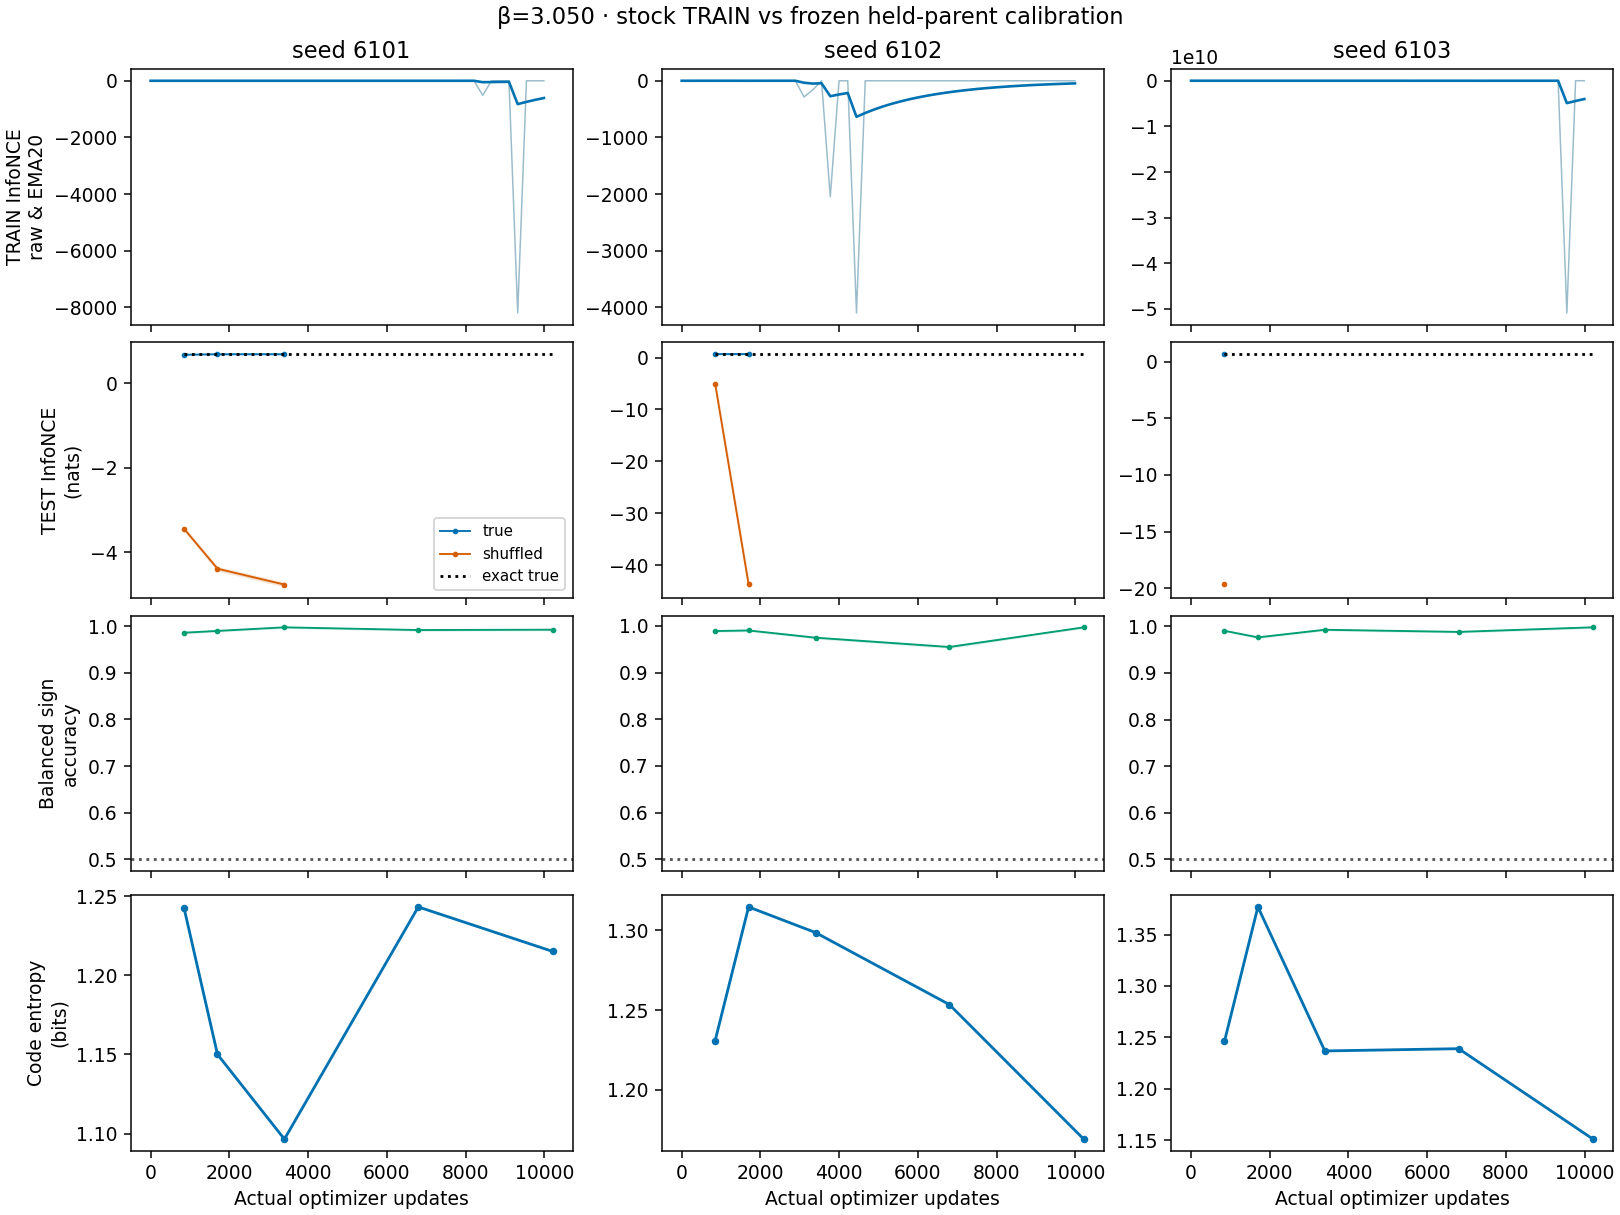 β=3.050 · stock TRAIN vs frozen held-parent calibration
seed 6101
seed 6102
seed 6103
TRAIN InfoNCE
raw & EMA20
0
−2000
−4000
−6000
−8000
0
−1000
−2000
−3000
−4000
1e10
0
−1
−2
−3
−4
−5
TEST InfoNCE
(nats)
0
−2
−4
true
shuffled
exact true
0
−10
−20
−30
−40
0
−5
−10
−15
−20
Balanced sign
accuracy
1.0
0.9
0.8
0.7
0.6
0.5
1.0
0.9
0.8
0.7
0.6
0.5
1.0
0.9
0.8
0.7
0.6
0.5
Code entropy
(bits)
1.25
1.20
1.15
1.10
1.30
1.25
1.20
1.35
1.30
1.25
1.20
1.15
0 2000 4000 6000 8000 10000
0 2000 4000 6000 8000 10000
0 2000 4000 6000 8000 10000
Actual optimizer updates
Actual optimizer updates
Actual optimizer updates